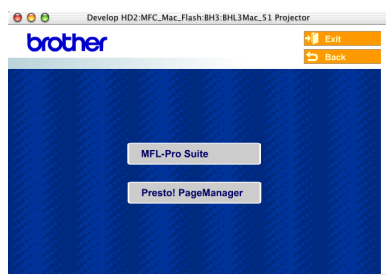 Develop HD2:MFC_Mac_Flash:BH3:BHL3Mac_S1 Projector
brother
Exit
Back
MFL-Pro Suite
Presto! PageManager